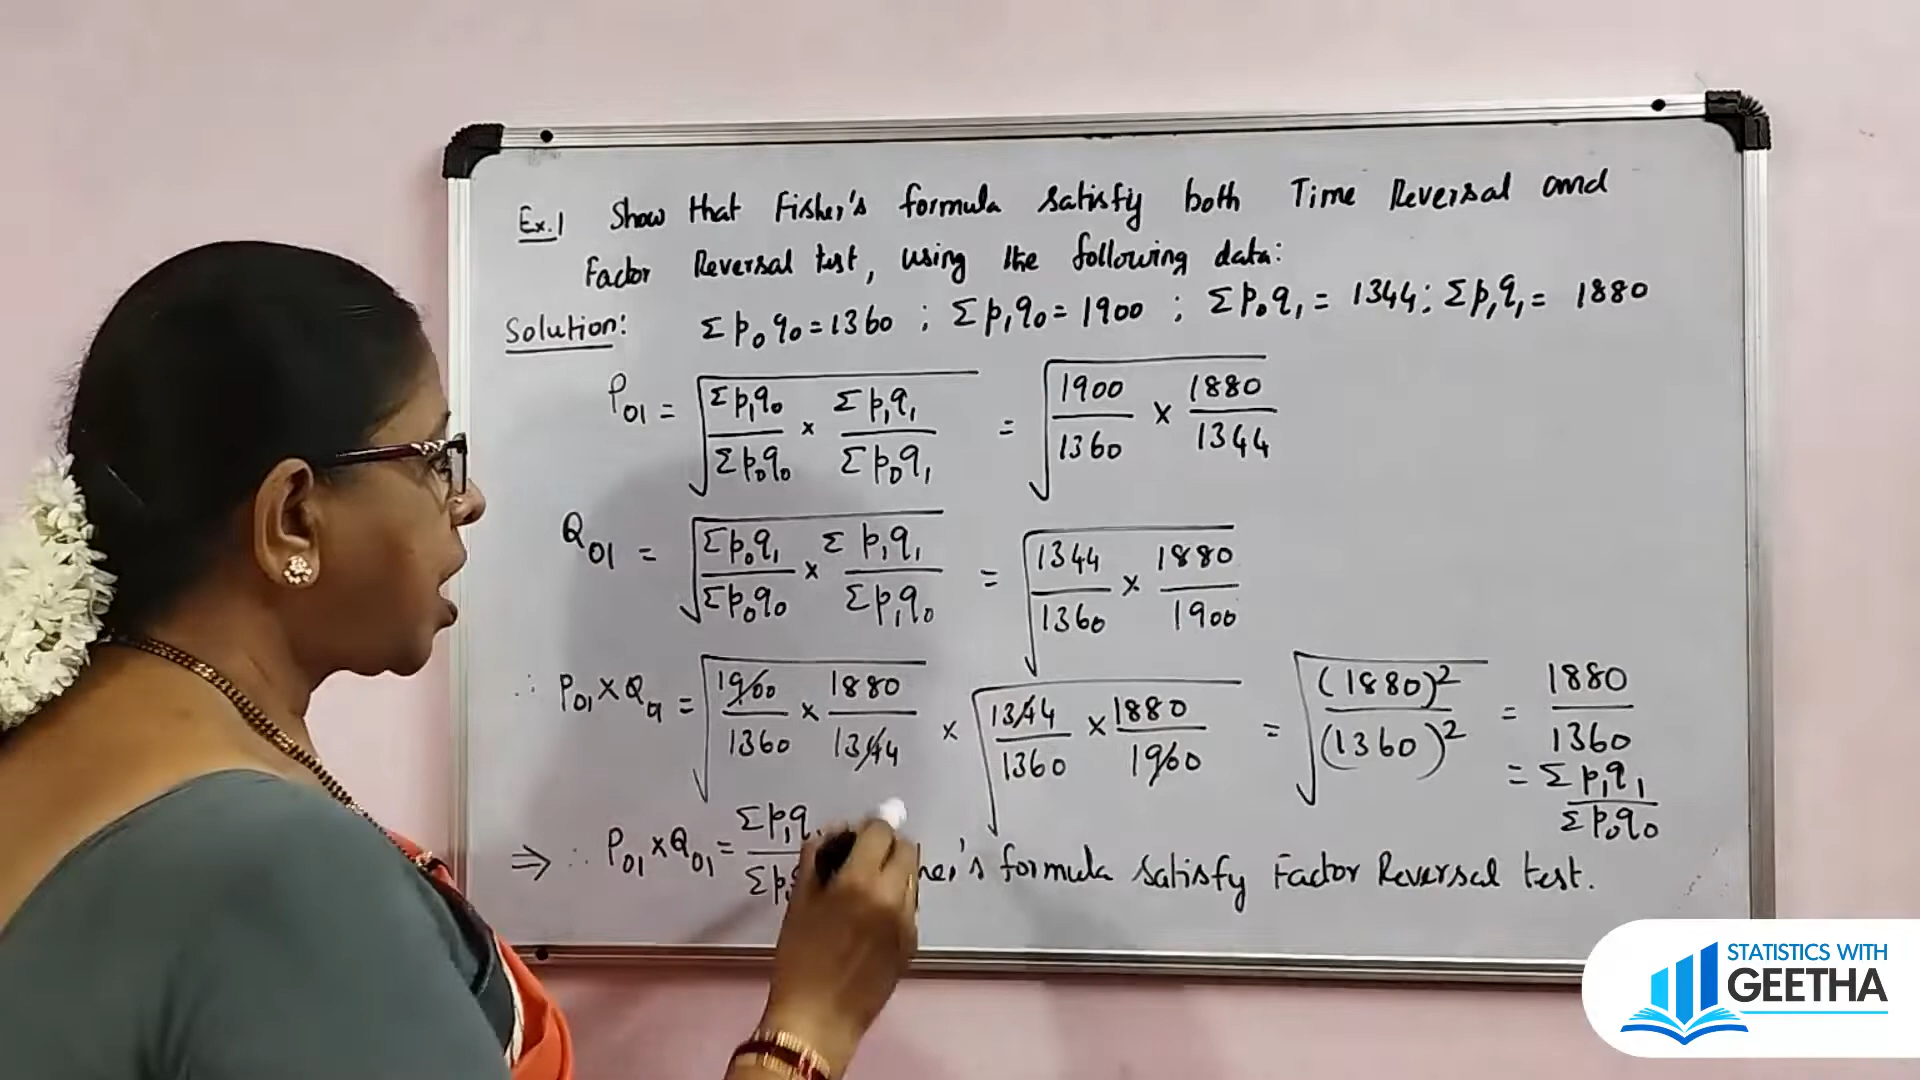 Ex.1 Show that Fisher's formula satisfy both Time Reversal and
Factor Reversal test, using the following data:
Solution: Σp₀q₀ = 1360 ; Σp₁q₀ = 1900 ; Σp₀q₁ = 1344 ; Σp₁q₁ = 1880
P₀₁ = √(Σp₁q₀/Σp₀q₀ × Σp₁q₁/Σp₀q₁) = √(1900/1360 × 1880/1344)
Q₀₁ = √(Σp₀q₁/Σp₀q₀ × Σp₁q₁/Σp₁q₀) = √(1344/1360 × 1880/1900)
∴ P₀₁ × Q₀₁ = √(1900/1360 × 1880/1344) × √(1344/1360 × 1880/1900) = √((1880)²/(1360)²) = 1880/1360
= Σp₁q₁/Σp₀q₀
⇒ ∴ P₀₁ × Q₀₁ = Σp₁q₁/Σp₀ formula satisfy Factor Reversal test.
STATISTICS WITH
GEETHA